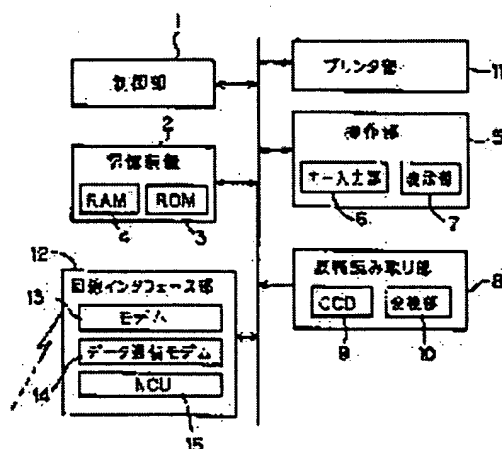 1
制御部
プリンタ部
11
2
記憶装置
RAM
ROM
4
3
操作部
5
キー入力部
表示部
6
7
12
回線インタフェース部
13
モデム
データ通信モデム
14
NCU
15
読み取り部
8
CCD
変換部
9
10